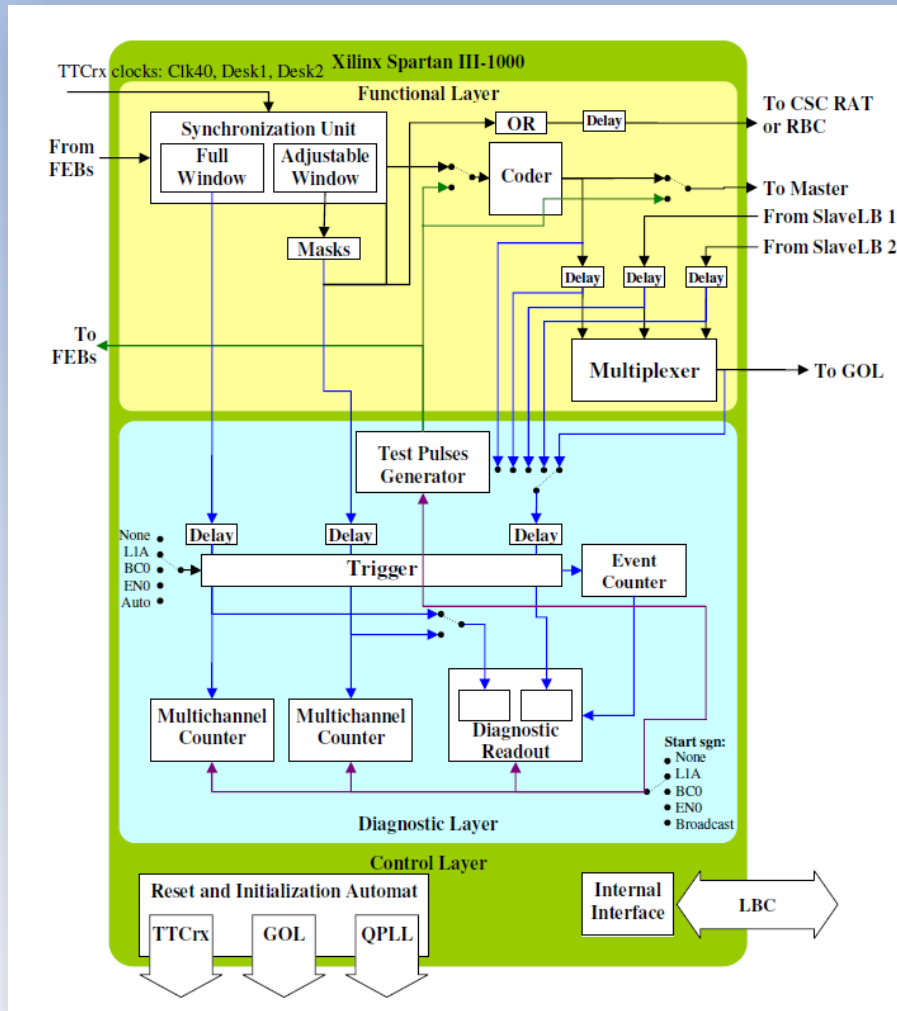 Xilinx Spartan III-1000
TTCrx clocks: Clk40, Desk1, Desk2
Functional Layer
Synchronization Unit
Full
Window
Adjustable
Window
From
FEBs
OR
Delay
To CSC RAT
or RBC
Coder
To Master
From SlaveLB 1
From SlaveLB 2
Masks
Delay
Delay
Delay
To
FEBs
Multiplexer
To GOL
Test Pulses
Generator
Delay
Delay
Delay
None
L1A
BC0
EN0
Auto
Trigger
Event
Counter
Multichannel
Counter
Multichannel
Counter
Diagnostic
Readout
Start sgn:
None
L1A
BC0
EN0
Broadcast
Diagnostic Layer
Control Layer
Reset and Initialization Automat
TTCrx
GOL
QPLL
Internal
Interface
LBC